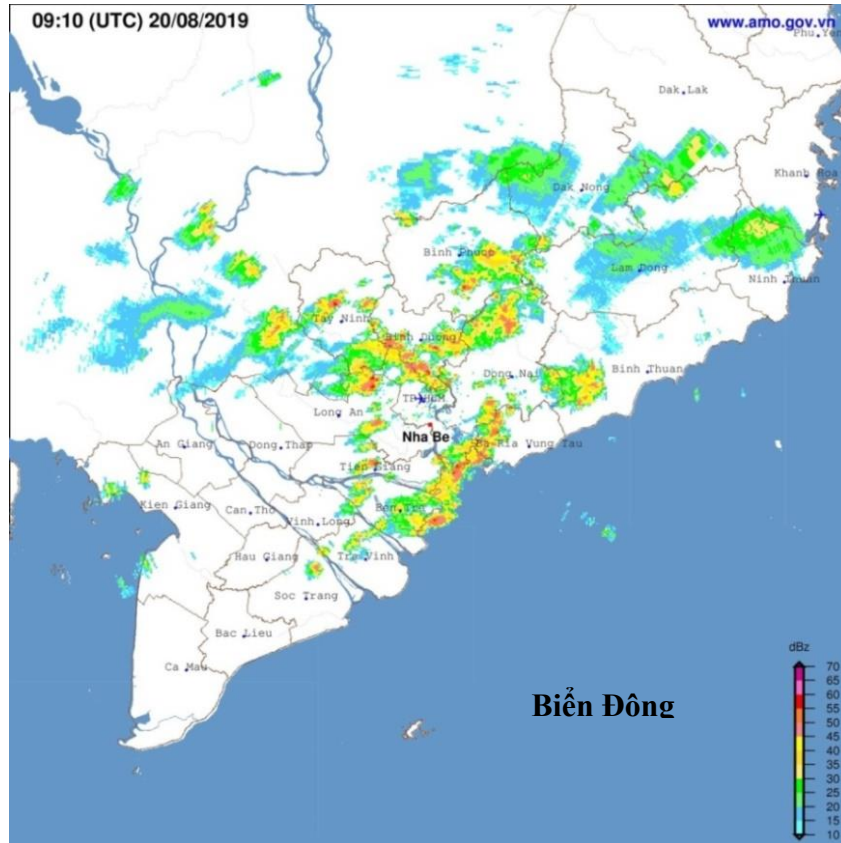 09:10 (UTC) 20/08/2019
www.amo.gov.vn
Phu Yen
Dak Lak
Khanh Hoa
Dak Nong
Binh Phuoc
Lam Dong
Ninh Thuan
Tay Ninh
Binh Duong
Dong Nai
Binh Thuan
TP.HCM
Long An
Nha Be
An Giang
Dong Thap
Ba Ria Vung Tau
Tien Giang
Kien Giang
Can Tho
Ben Tre
Vinh Long
Hau Giang
Tra Vinh
Soc Trang
Bac Lieu
Ca Mau
Biển Đông
dBz
70
65
60
55
50
45
40
35
30
25
20
15
10